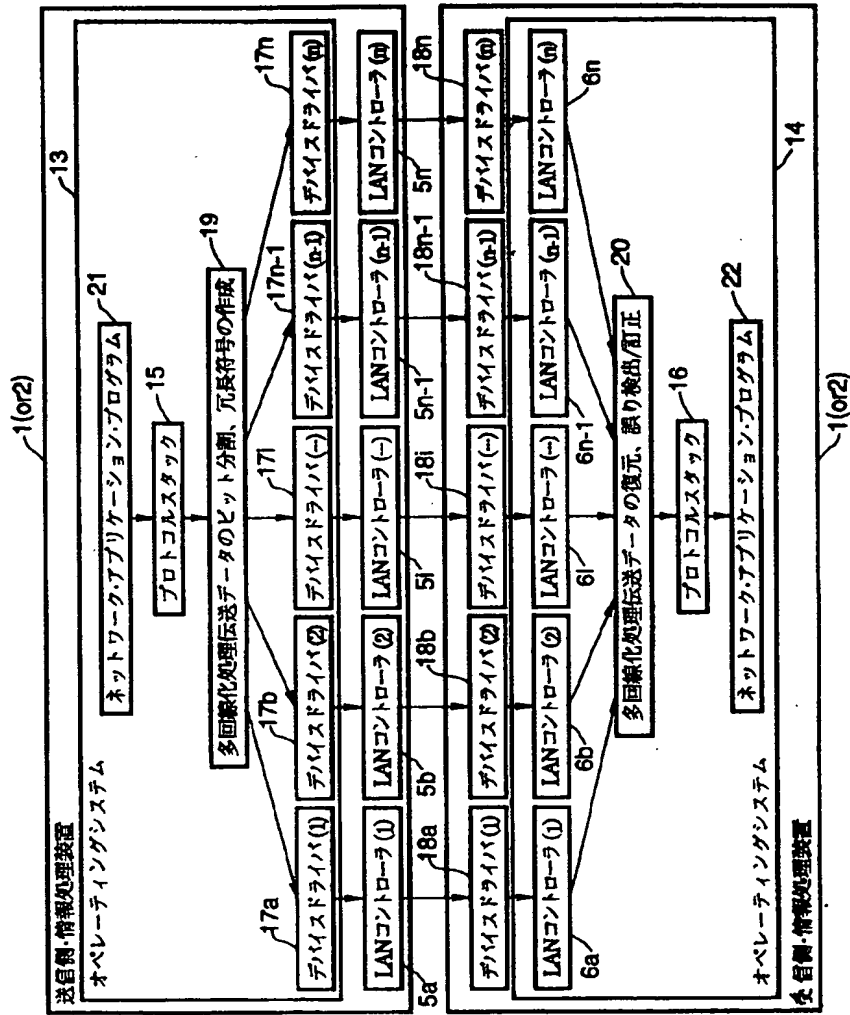 1(or2)
送信側・情報処理装置
13
オペレーティングシステム
21
ネットワーク・アプリケーション・プログラム
15
プロトコルスタック
19
多回線化処理伝送データのビット分割、冗長符号の作成
17a
17b
17i
17n-1
17n
デバイスドライバ(1)
デバイスドライバ(2)
デバイスドライバ(…)
デバイスドライバ(n-1)
デバイスドライバ(n)
LANコントローラ(1)
LANコントローラ(2)
LANコントローラ(…)
LANコントローラ(n-1)
LANコントローラ(n)
5a
5b
5i
5n-1
5n
18a
18b
18i
18n-1
18n
デバイスドライバ(1)
デバイスドライバ(2)
デバイスドライバ(…)
デバイスドライバ(n-1)
デバイスドライバ(n)
LANコントローラ(1)
LANコントローラ(2)
LANコントローラ(…)
LANコントローラ(n-1)
LANコントローラ(n)
6a
6b
6i
6n-1
6n
20
多回線化処理伝送データの復元、誤り検出/訂正
16
プロトコルスタック
22
ネットワーク・アプリケーション・プログラム
オペレーティングシステム
14
受信側・情報処理装置
1(or2)